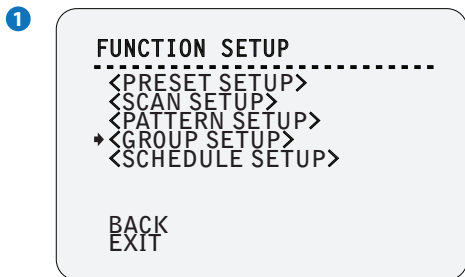 1
FUNCTION SETUP
<PRESET SETUP>
<SCAN SETUP>
<PATTERN SETUP>
<GROUP SETUP>
<SCHEDULE SETUP>
BACK
EXIT